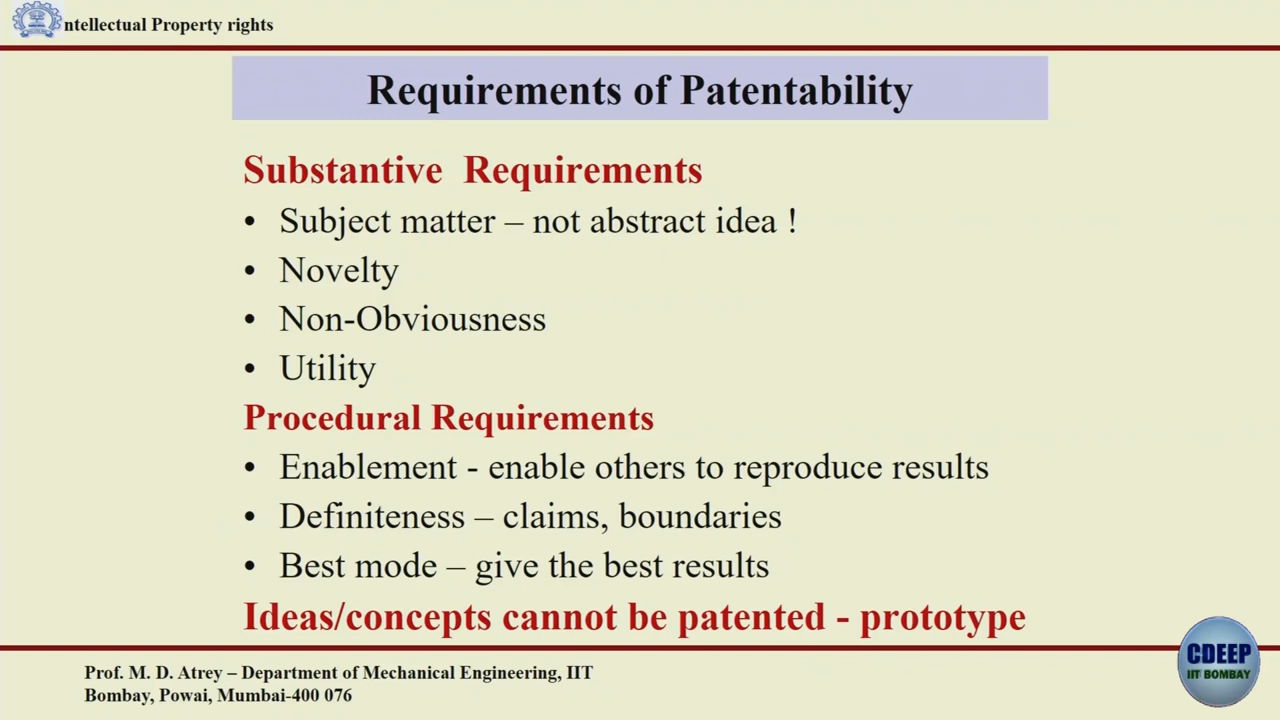 ntellectual Property rights
Requirements of Patentability
Substantive Requirements
• Subject matter – not abstract idea !
• Novelty
• Non-Obviousness
• Utility
Procedural Requirements
• Enablement - enable others to reproduce results
• Definiteness – claims, boundaries
• Best mode – give the best results
Ideas/concepts cannot be patented - prototype
Prof. M. D. Atrey – Department of Mechanical Engineering, IIT
Bombay, Powai, Mumbai-400 076
CDEEP
IIT BOMBAY